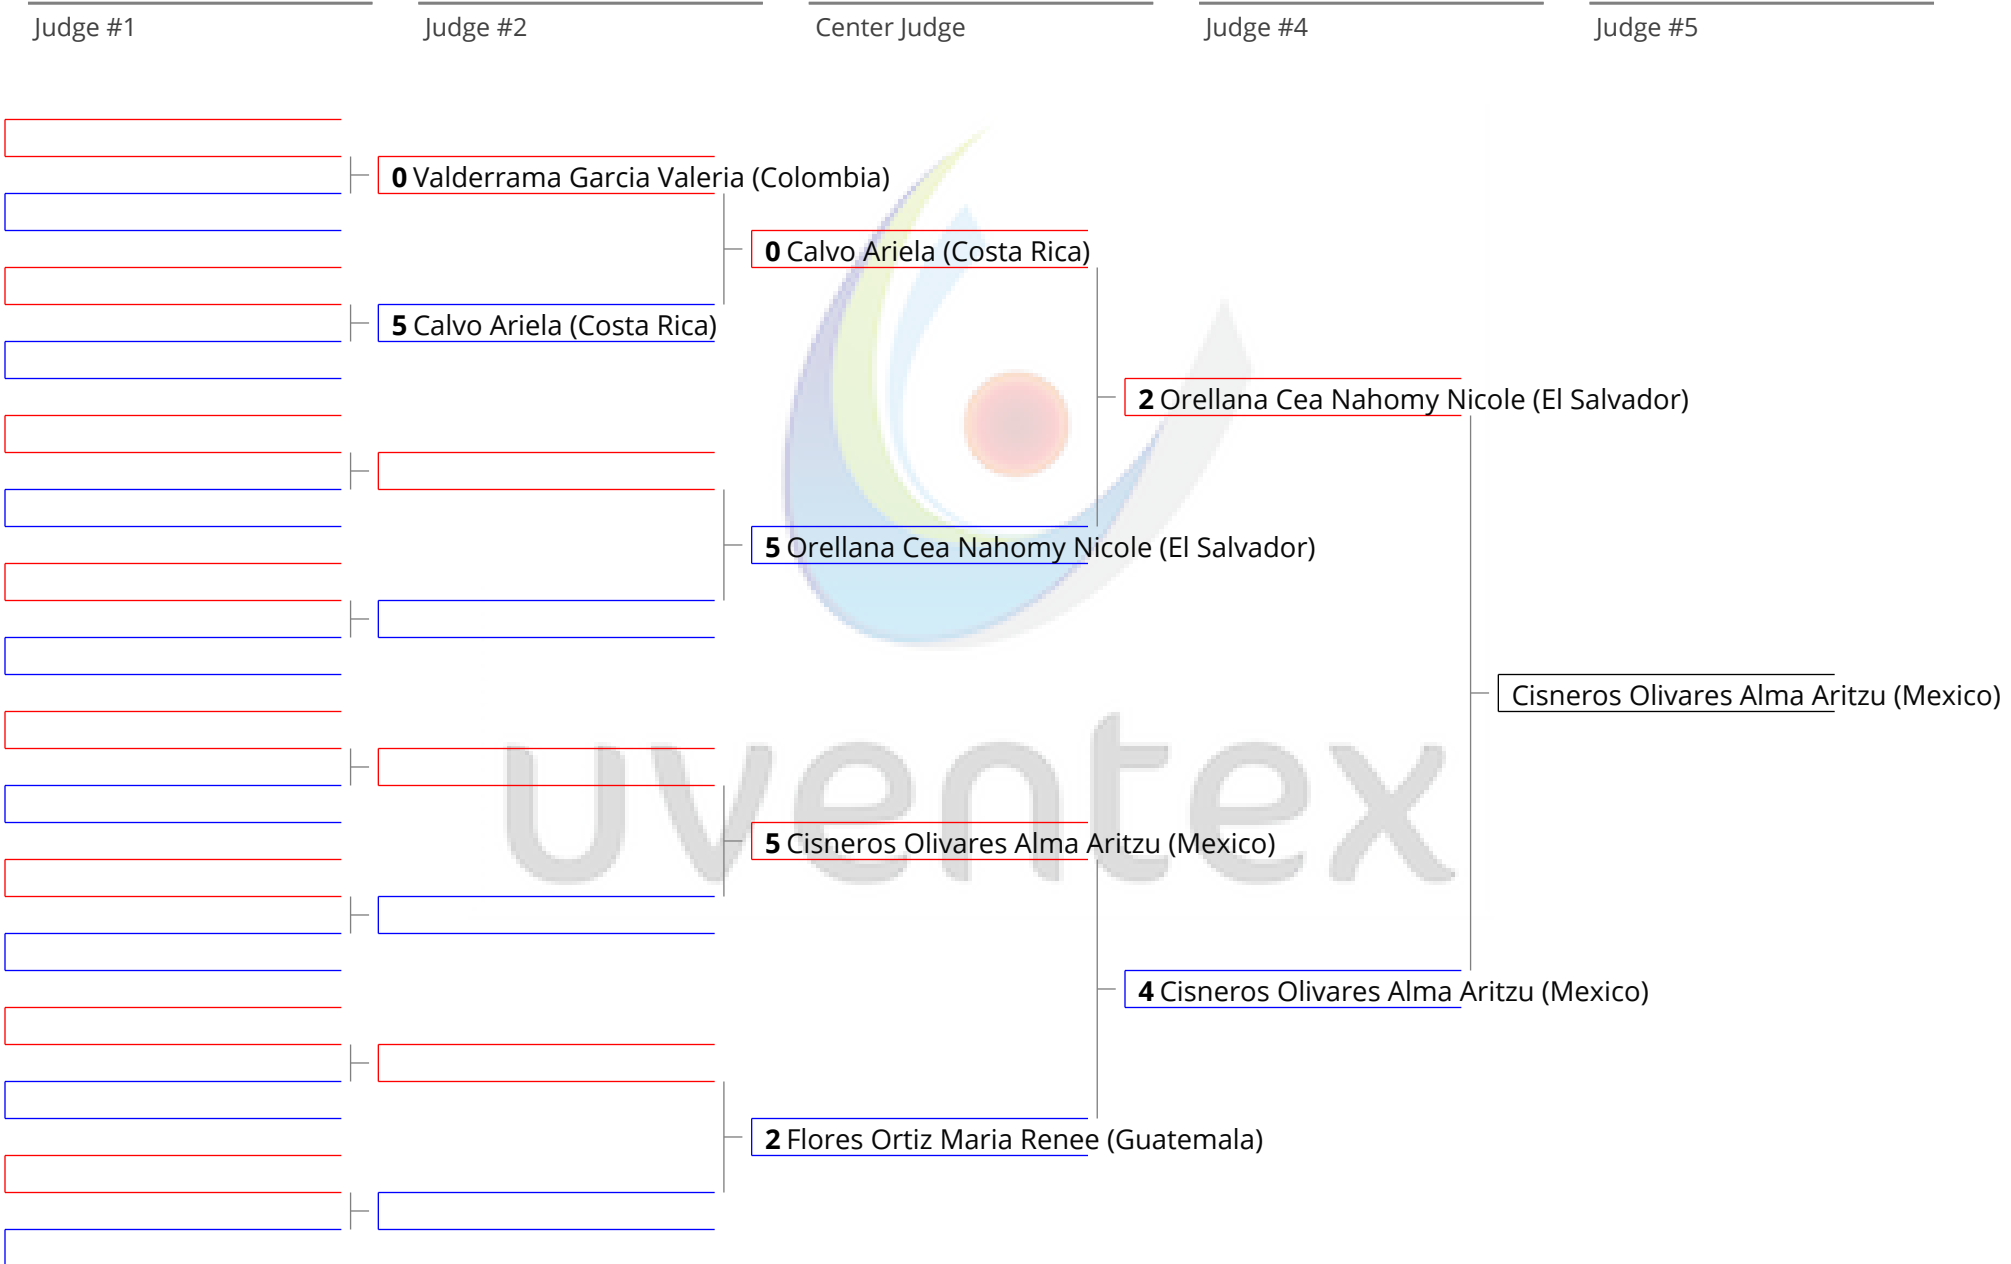 Judge #1
Judge #2
Center Judge
Judge #4
Judge #5
0 Valderrama Garcia Valeria (Colombia)
0 Calvo Ariela (Costa Rica)
5 Calvo Ariela (Costa Rica)
2 Orellana Cea Nahomy Nicole (El Salvador)
5 Orellana Cea Nahomy Nicole (El Salvador)
Cisneros Olivares Alma Aritzu (Mexico)
uventex
5 Cisneros Olivares Alma Aritzu (Mexico)
4 Cisneros Olivares Alma Aritzu (Mexico)
2 Flores Ortiz Maria Renee (Guatemala)